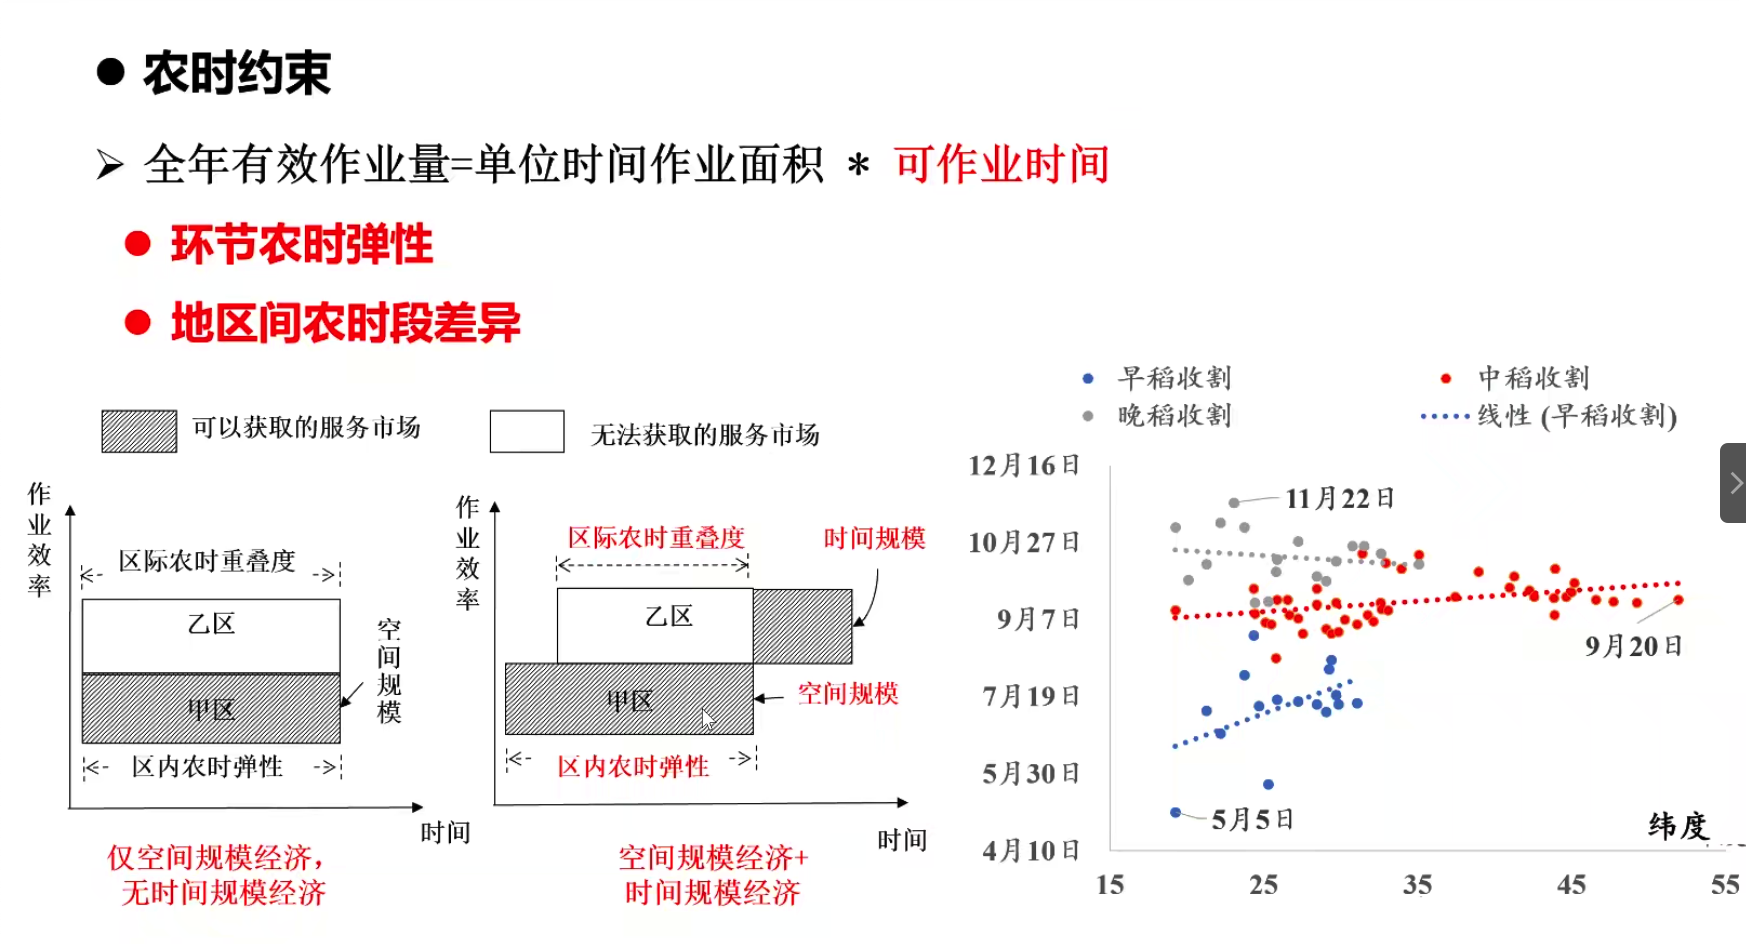 农时约束
全年有效作业量=单位时间作业面积 * 可作业时间
环节农时弹性
地区间农时段差异
可以获取的服务市场
无法获取的服务市场
作业效率
区际农时重叠度
乙区
甲区
空间规模
区内农时弹性
时间
仅空间规模经济，
无时间规模经济
作业效率
区际农时重叠度
时间规模
乙区
甲区
空间规模
区内农时弹性
时间
空间规模经济+
时间规模经济
早稻收割
中稻收割
晚稻收割
线性 (早稻收割)
12月16日
10月27日
9月7日
7月19日
5月30日
4月10日
11月22日
9月20日
5月5日
纬度
15 25 35 45 55